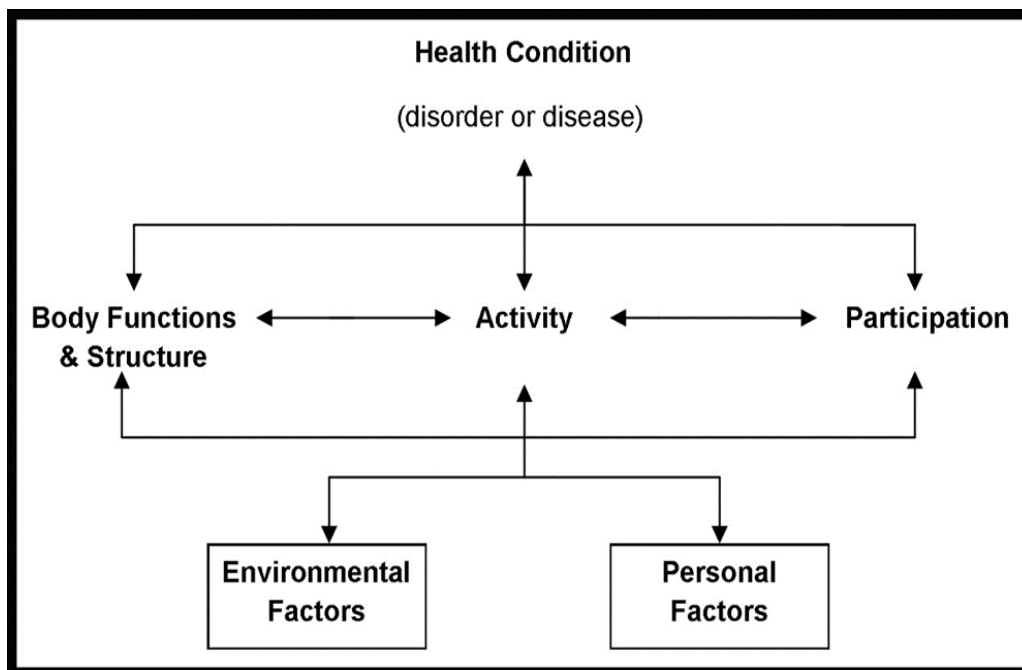 Health Condition
(disorder or disease)
Body Functions
& Structure
Activity
Participation
Environmental
Factors
Personal
Factors